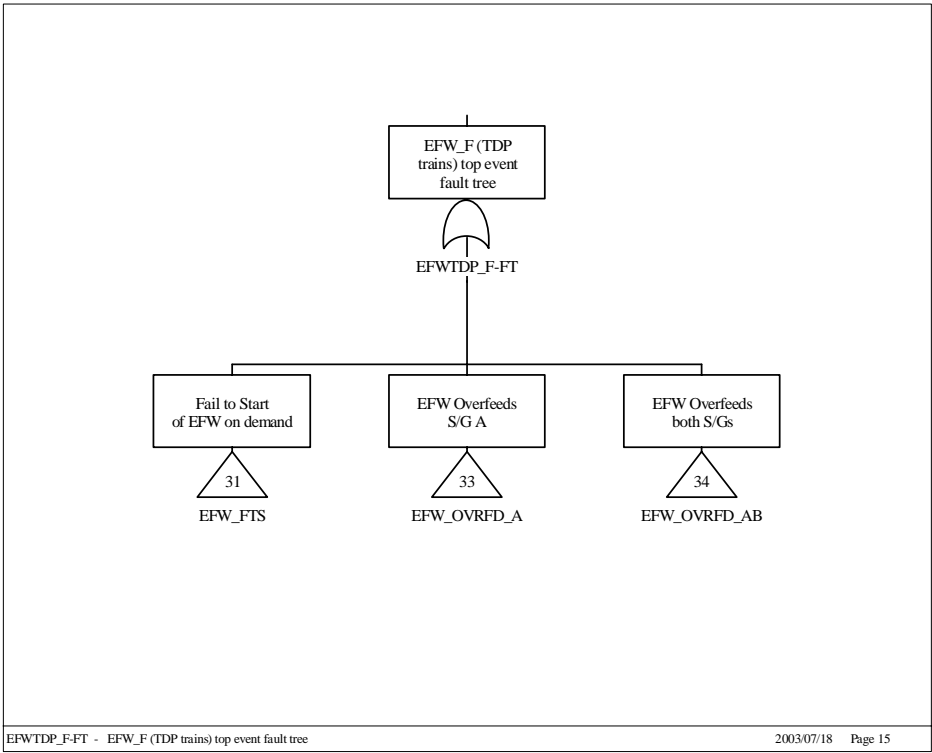 EFW_F (TDP
trains) top event
fault tree
EFWTDP_F-FT
Fail to Start
of EFW on demand
31
EFW_FTS
EFW Overfeeds
S/G A
33
EFW_OVRFD_A
EFW Overfeeds
both S/Gs
34
EFW_OVRFD_AB
EFWTDP_F-FT - EFW_F (TDP trains) top event fault tree
2003/07/18 Page 15